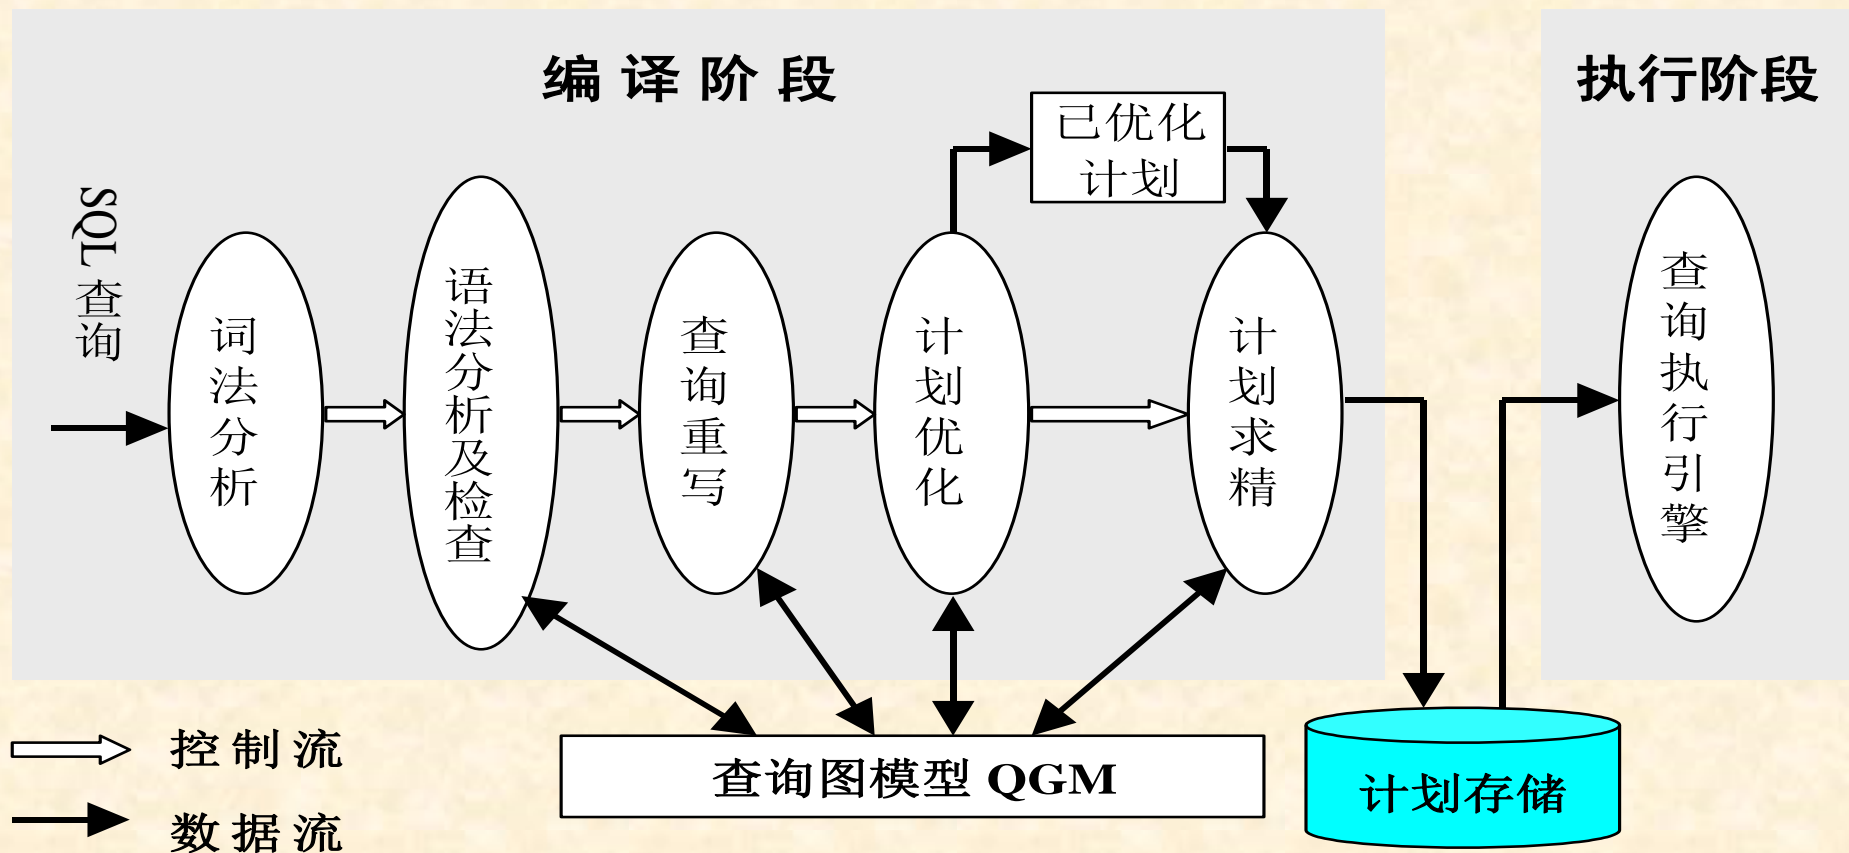 编译阶段
执行阶段
已优化
计划
SQL查询
词法分析
语法分析及检查
查询重写
计划优化
计划求精
查询执行引擎
控制流
数据流
查询图模型 QGM
计划存储